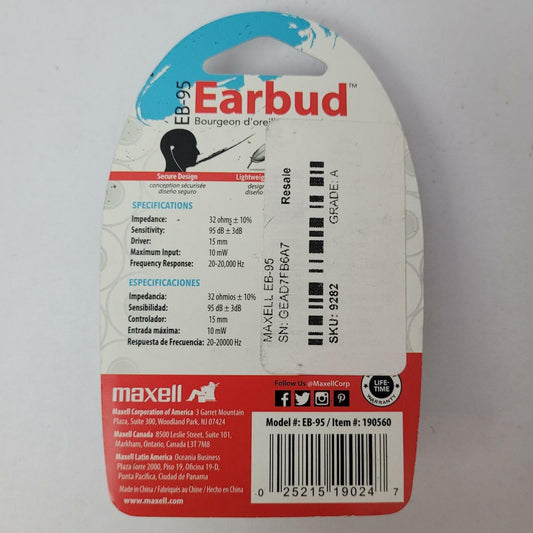 EB-95
Earbud™
Bourgeon d'oreil
Secure Design
conception sécurisée
diseño seguro
Lightweigh
design
dise
SPECIFICATIONS
Impedance: 32 ohms ± 10%
Sensitivity: 95 dB ± 3dB
Driver: 15 mm
Maximum Input: 10 mW
Frequency Response: 20-20,000 Hz
ESPECIFICACIONES
Impedancia: 32 ohmios ± 10%
Sensibilidad: 95 dB ± 3dB
Controlador: 15 mm
Entrada máxima: 10 mW
Respuesta de Frecuencia: 20-20000 Hz
MAXELL EB-95
SN: GEAD7FB6A7
Resale
SKU: 9282
GRADE: A
maxell
Maxell Corporation of America 3 Garret Mountain
Plaza, Suite 300, Woodland Park, NJ 07424
Maxell Canada 8500 Leslie Street, Suite 101,
Markham, Ontario, Canada L3T 7M8
Maxell Latin America Oceania Business
Plaza Torre 2000, Piso 19, Oficina 19-D,
Punta Pacifica, Ciudad de Panama
Made in China / Fabriqués au Chine / Hecho en China
www.maxell.com
Follow Us @MaxellCorp
LIFE-
TIME
WARRANTY
Model #: EB-95 / Item #: 190560
0 25215 19024 7